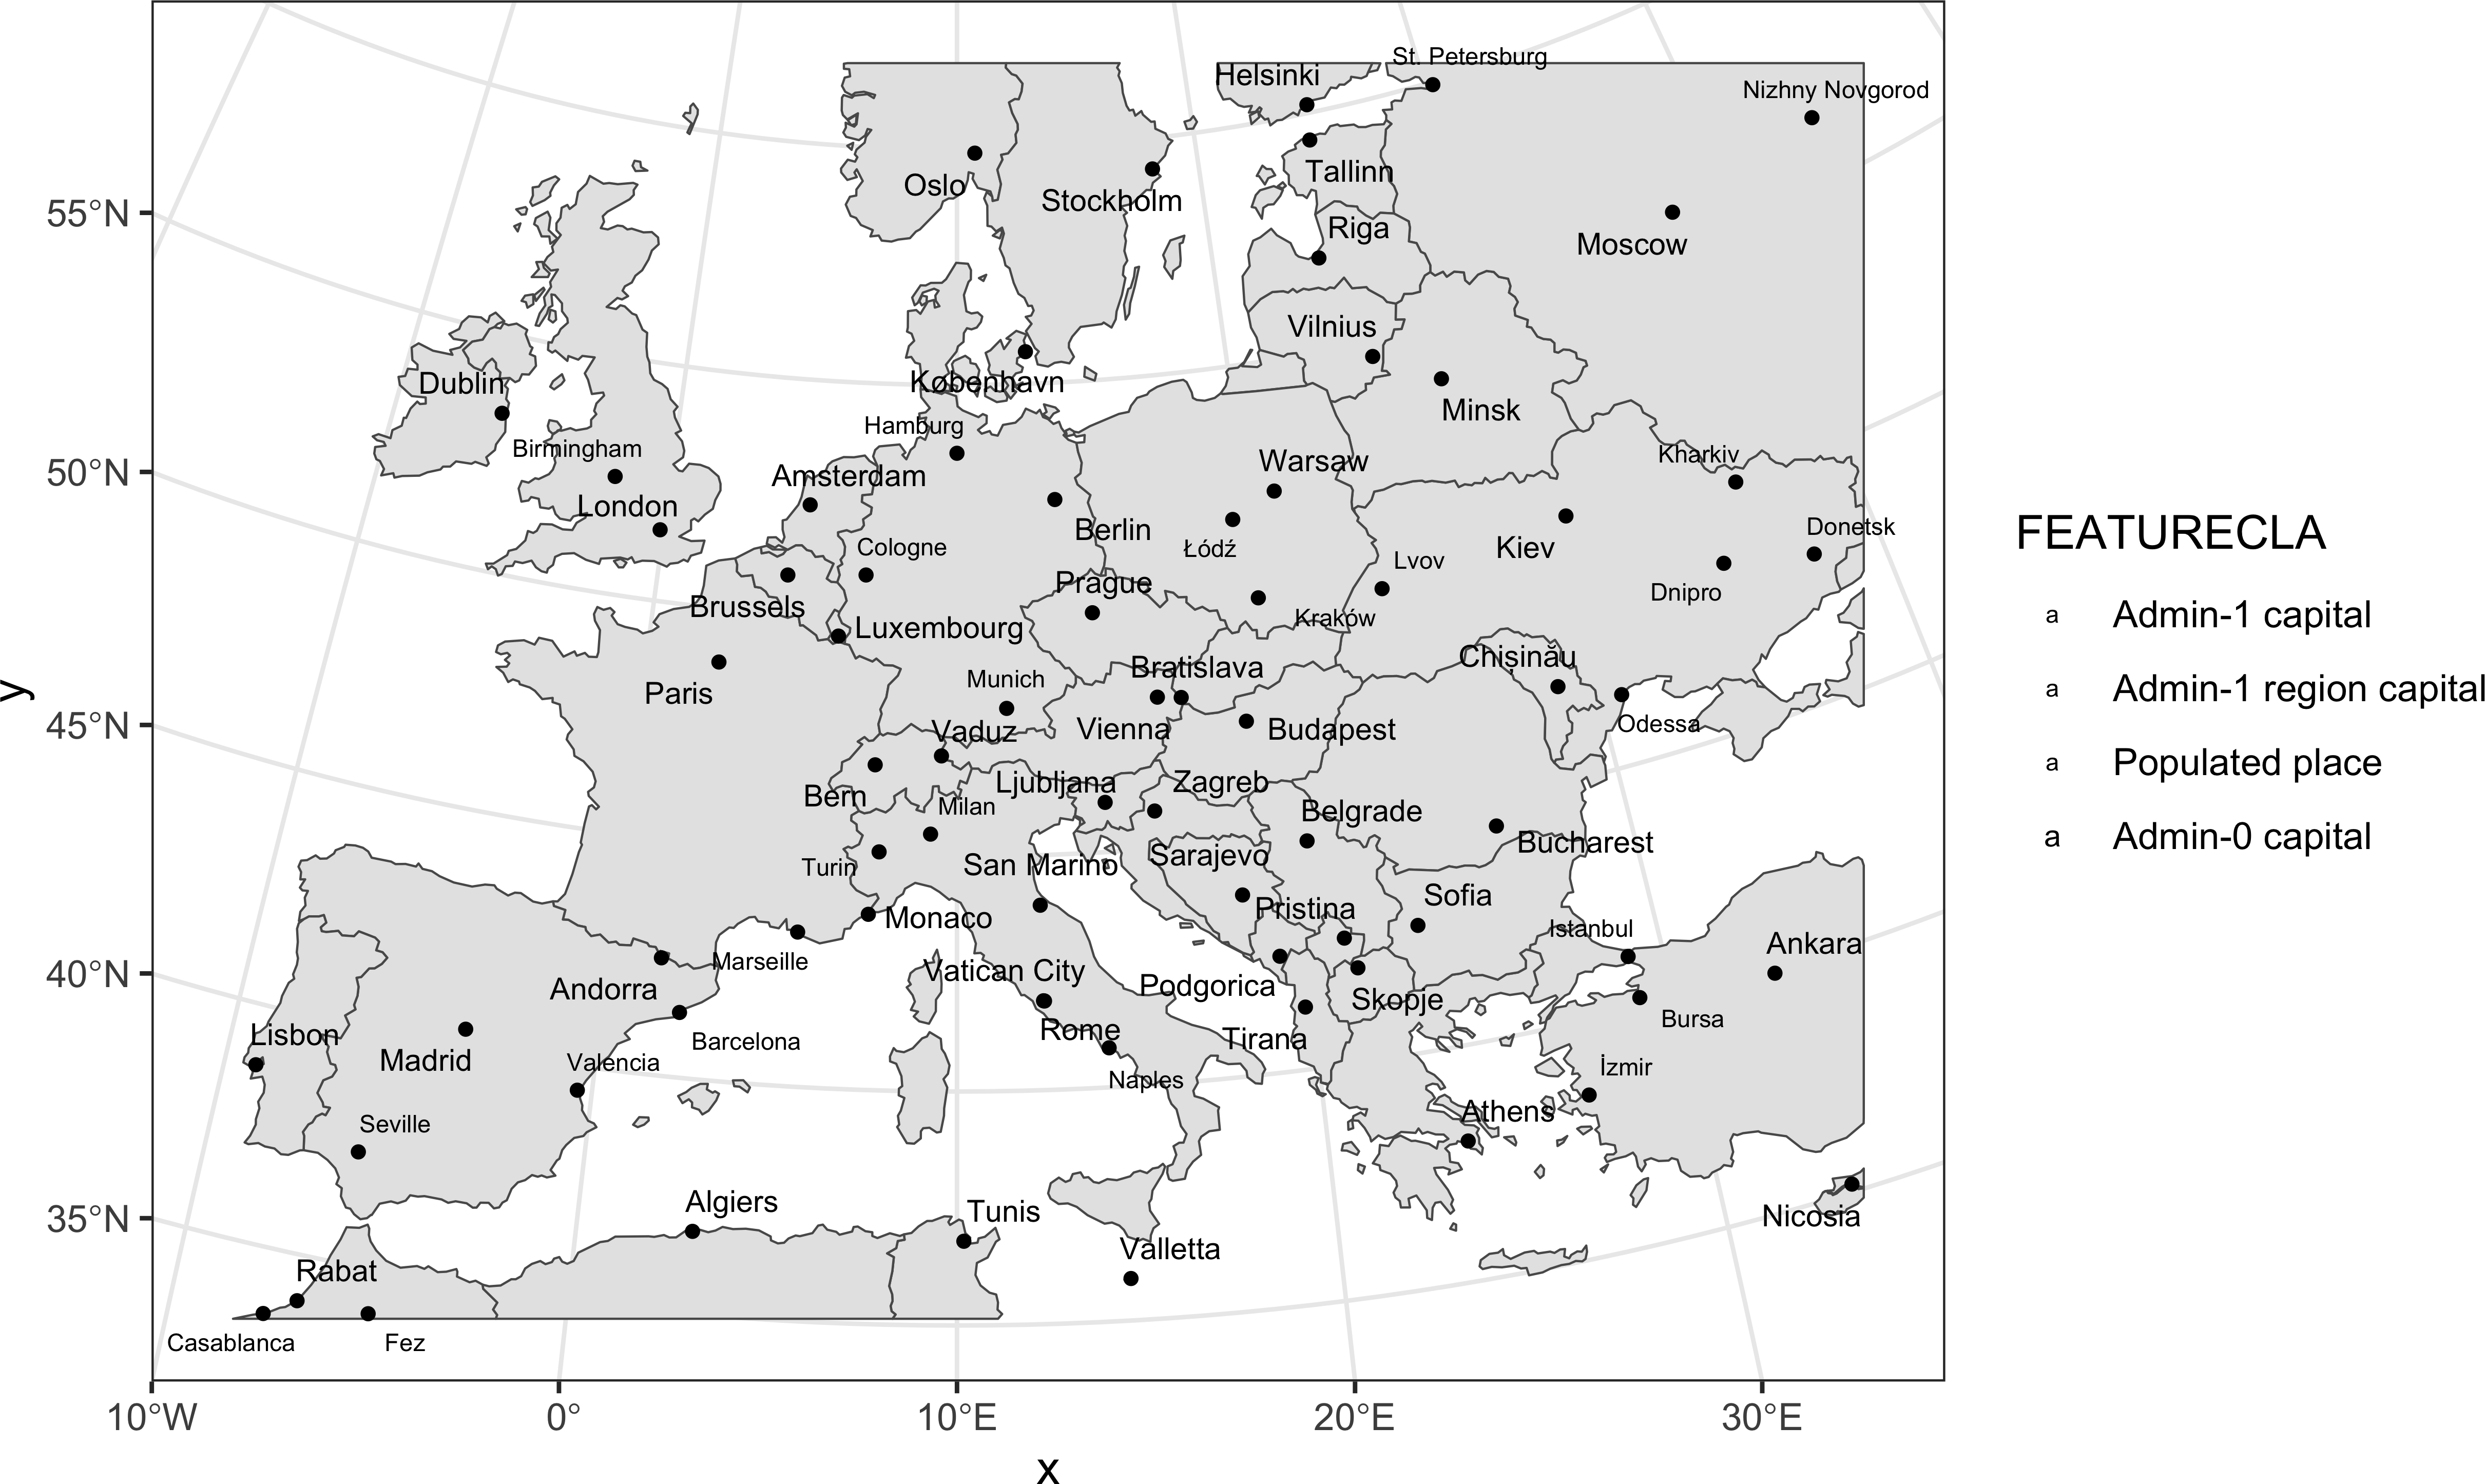 St. Petersburg
Helsinki
Nizhny Novgorod
Tallinn
Oslo
Stockholm
55°N
Riga
Moscow
Vilnius
København
Dublin
Minsk
Hamburg
Birmingham
Kharkiv
Warsaw
50°N
Amsterdam
London
Donetsk
Berlin
Cologne
Łódź
Kiev
Lvov
Prague
Dnipro
Brussels
Kraków
Luxembourg
Chișinău
Bratislava
Munich
Paris
y
Odessa
45°N
Vienna
Budapest
Vaduz
Ljubljana
Zagreb
Bern
Milan
Belgrade
Bucharest
Sarajevo
San Marino
Turin
Sofia
Pristina
Monaco
Istanbul
Ankara
Marseille
Vatican City
40°N
Podgorica
Andorra
Skopje
Bursa
Rome
Lisbon
Tirana
Barcelona
Madrid
Valencia
İzmir
Naples
Athens
Seville
Algiers
Tunis
35°N
Nicosia
Valletta
Rabat
Casablanca
Fez
10°W
0°
10°E
20°E
30°E
x
FEATURECLA
a Admin-1 capital
a Admin-1 region capital
a Populated place
a Admin-0 capital